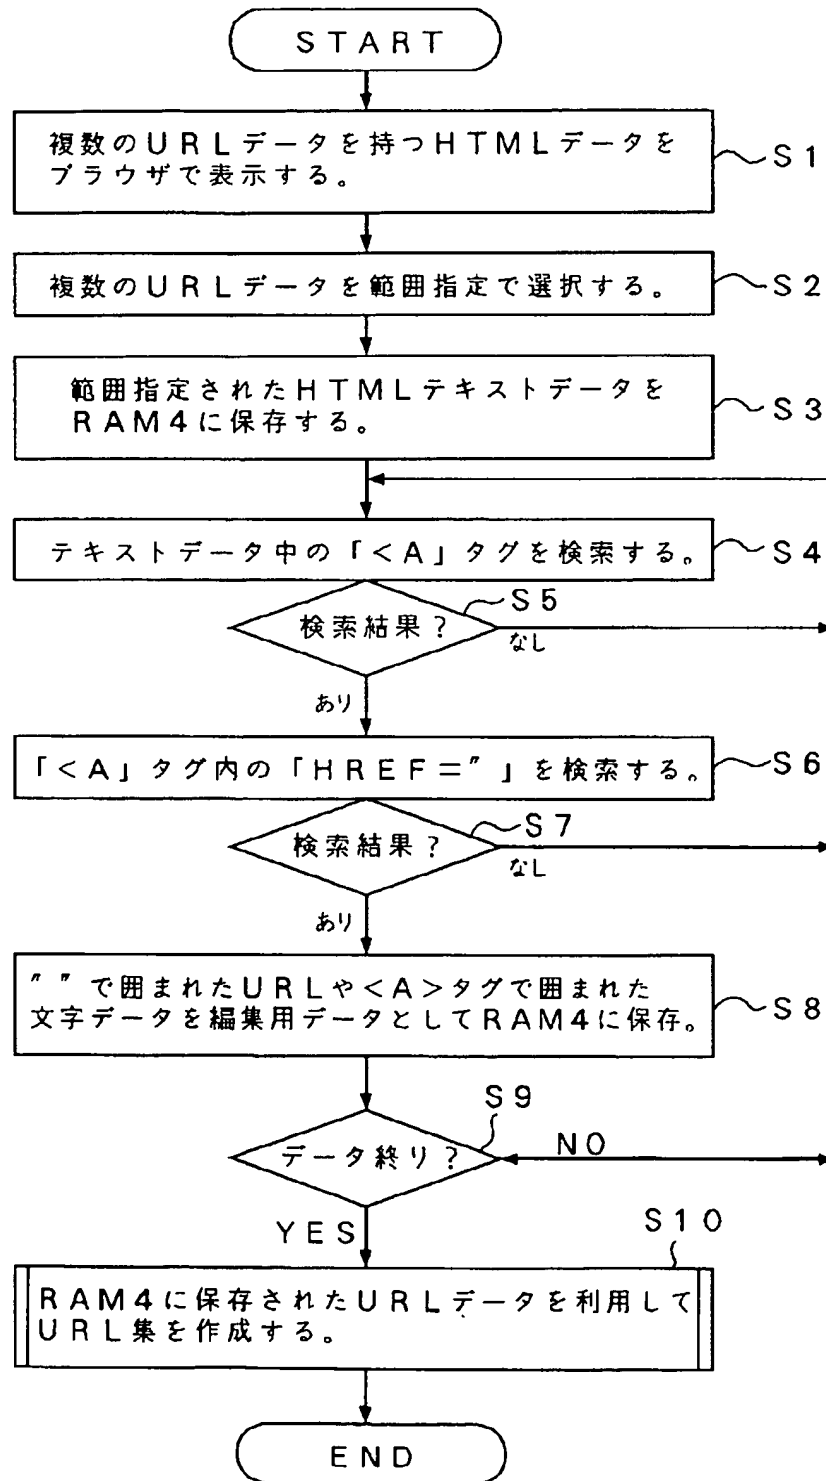 START
複数のURLデータを持つHTMLデータを
ブラウザで表示する。
S1
複数のURLデータを範囲指定で選択する。
S2
範囲指定されたHTMLテキストデータを
RAM4に保存する。
S3
テキストデータ中の「<A」タグを検索する。
S4
S5
検索結果?
なし
あり
「<A」タグ内の「HREF="」を検索する。
S6
S7
検索結果?
なし
あり
""で囲まれたURLや<A>タグで囲まれた
文字データを編集用データとしてRAM4に保存。
S8
S9
データ終り?
NO
YES
S10
RAM4に保存されたURLデータを利用して
URL集を作成する。
END